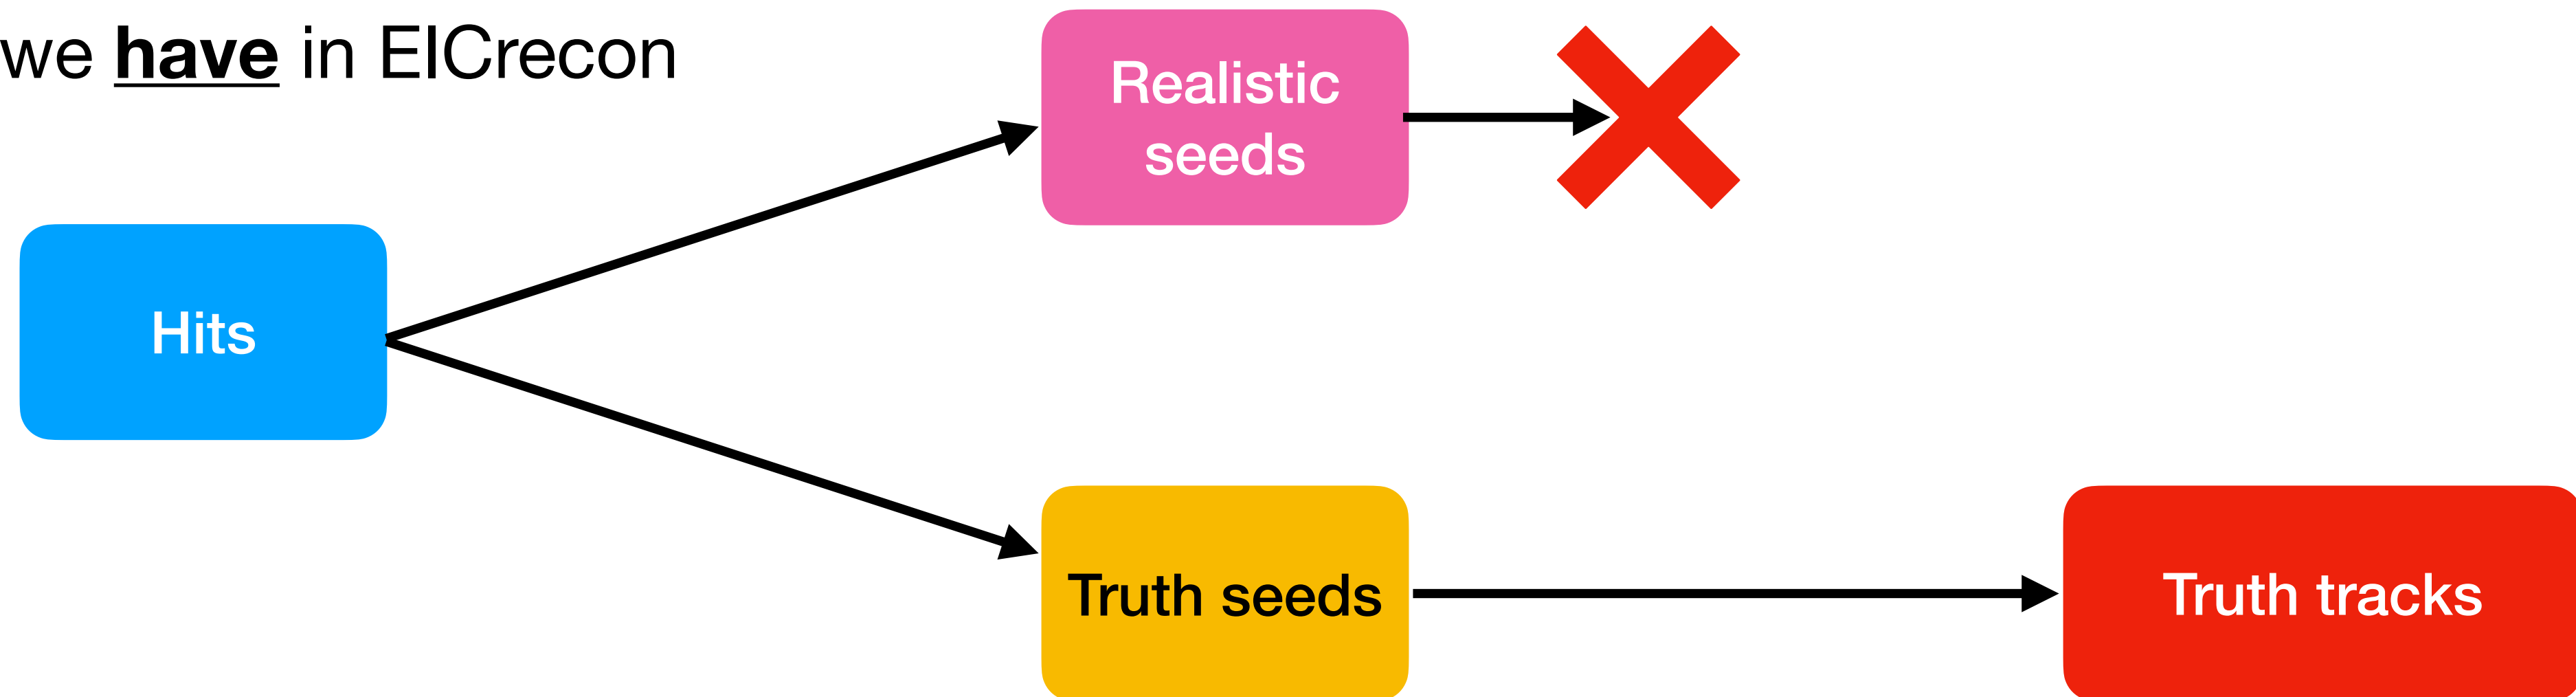 we have in EICrecon
Realistic
seeds
Hits
Truth seeds
Truth tracks